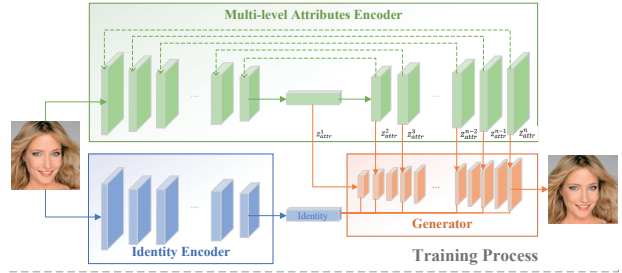 Multi-level Attributes Encoder
...
...
z¹attr
z²attr
z³attr
zⁿ⁻²attr
zⁿ⁻¹attr
zⁿattr
...
...
Identity
Identity Encoder
Generator
Training Process